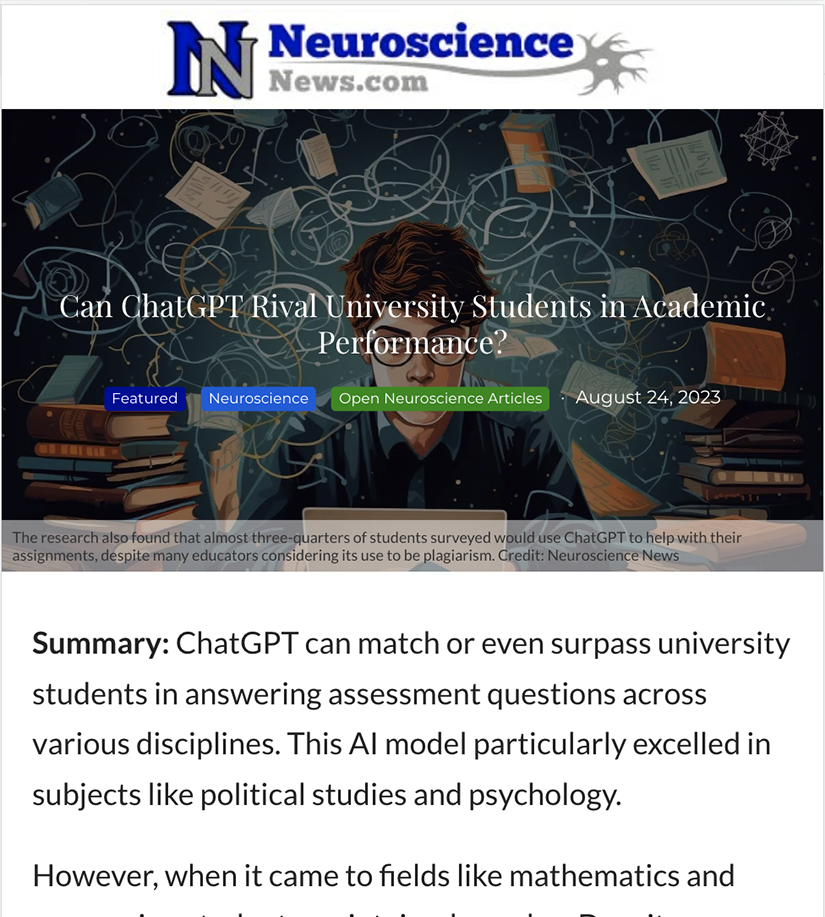 NN Neuroscience
News.com
Can ChatGPT Rival University Students in Academic
Performance?
Featured Neuroscience Open Neuroscience Articles · August 24, 2023
The research also found that almost three-quarters of students surveyed would use ChatGPT to help with their
assignments, despite many educators considering its use to be plagiarism. Credit: Neuroscience News
Summary: ChatGPT can match or even surpass university
students in answering assessment questions across
various disciplines. This AI model particularly excelled in
subjects like political studies and psychology.
However, when it came to fields like mathematics and